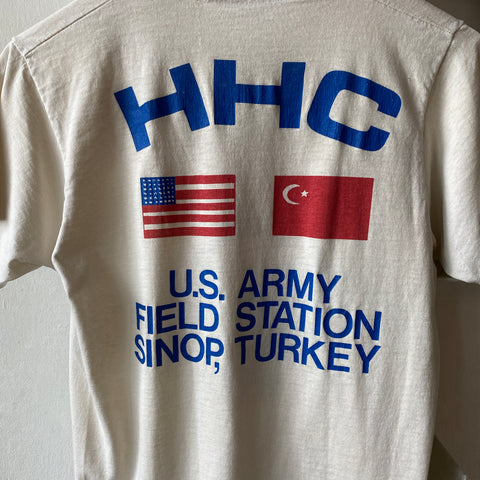 HHC
U.S. ARMY
FIELD STATION
SINOP, TURKEY